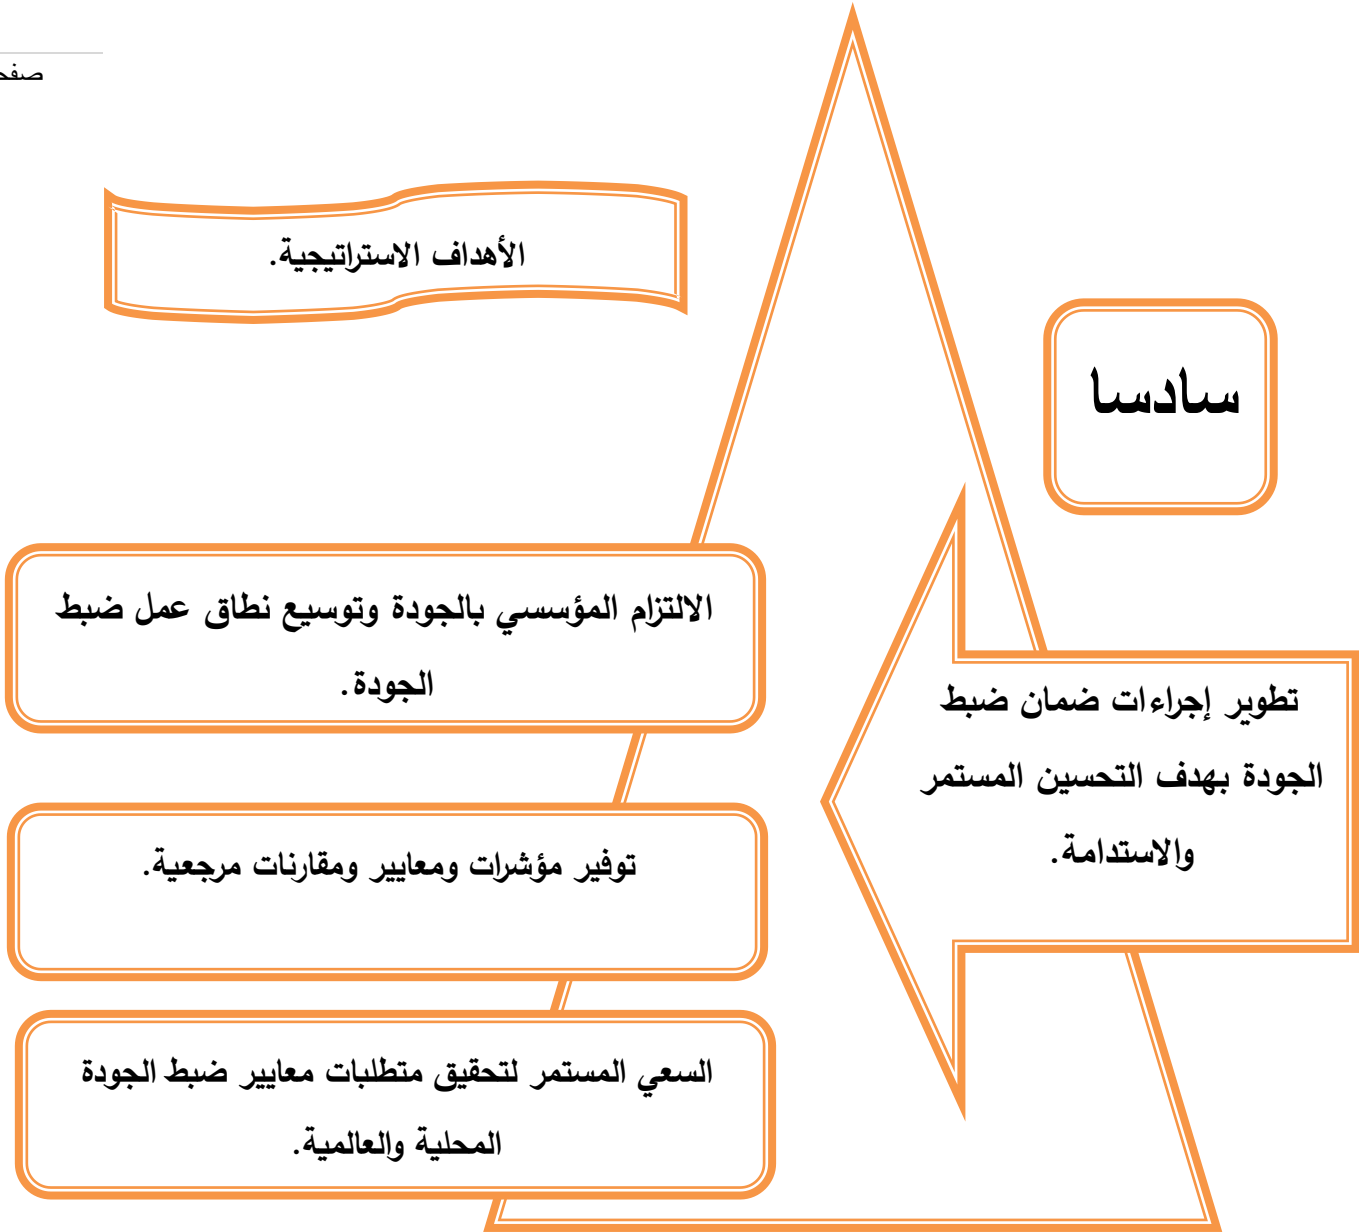 الأهداف الاستراتيجية.
سادسا
تطوير إجراءات ضمان ضبط
الجودة بهدف التحسين المستمر
والاستدامة.
الالتزام المؤسسي بالجودة وتوسيع نطاق عمل ضبط
الجودة.
توفير مؤشرات ومعايير ومقارنات مرجعية.
السعي المستمر لتحقيق متطلبات معايير ضبط الجودة
المحلية والعالمية.